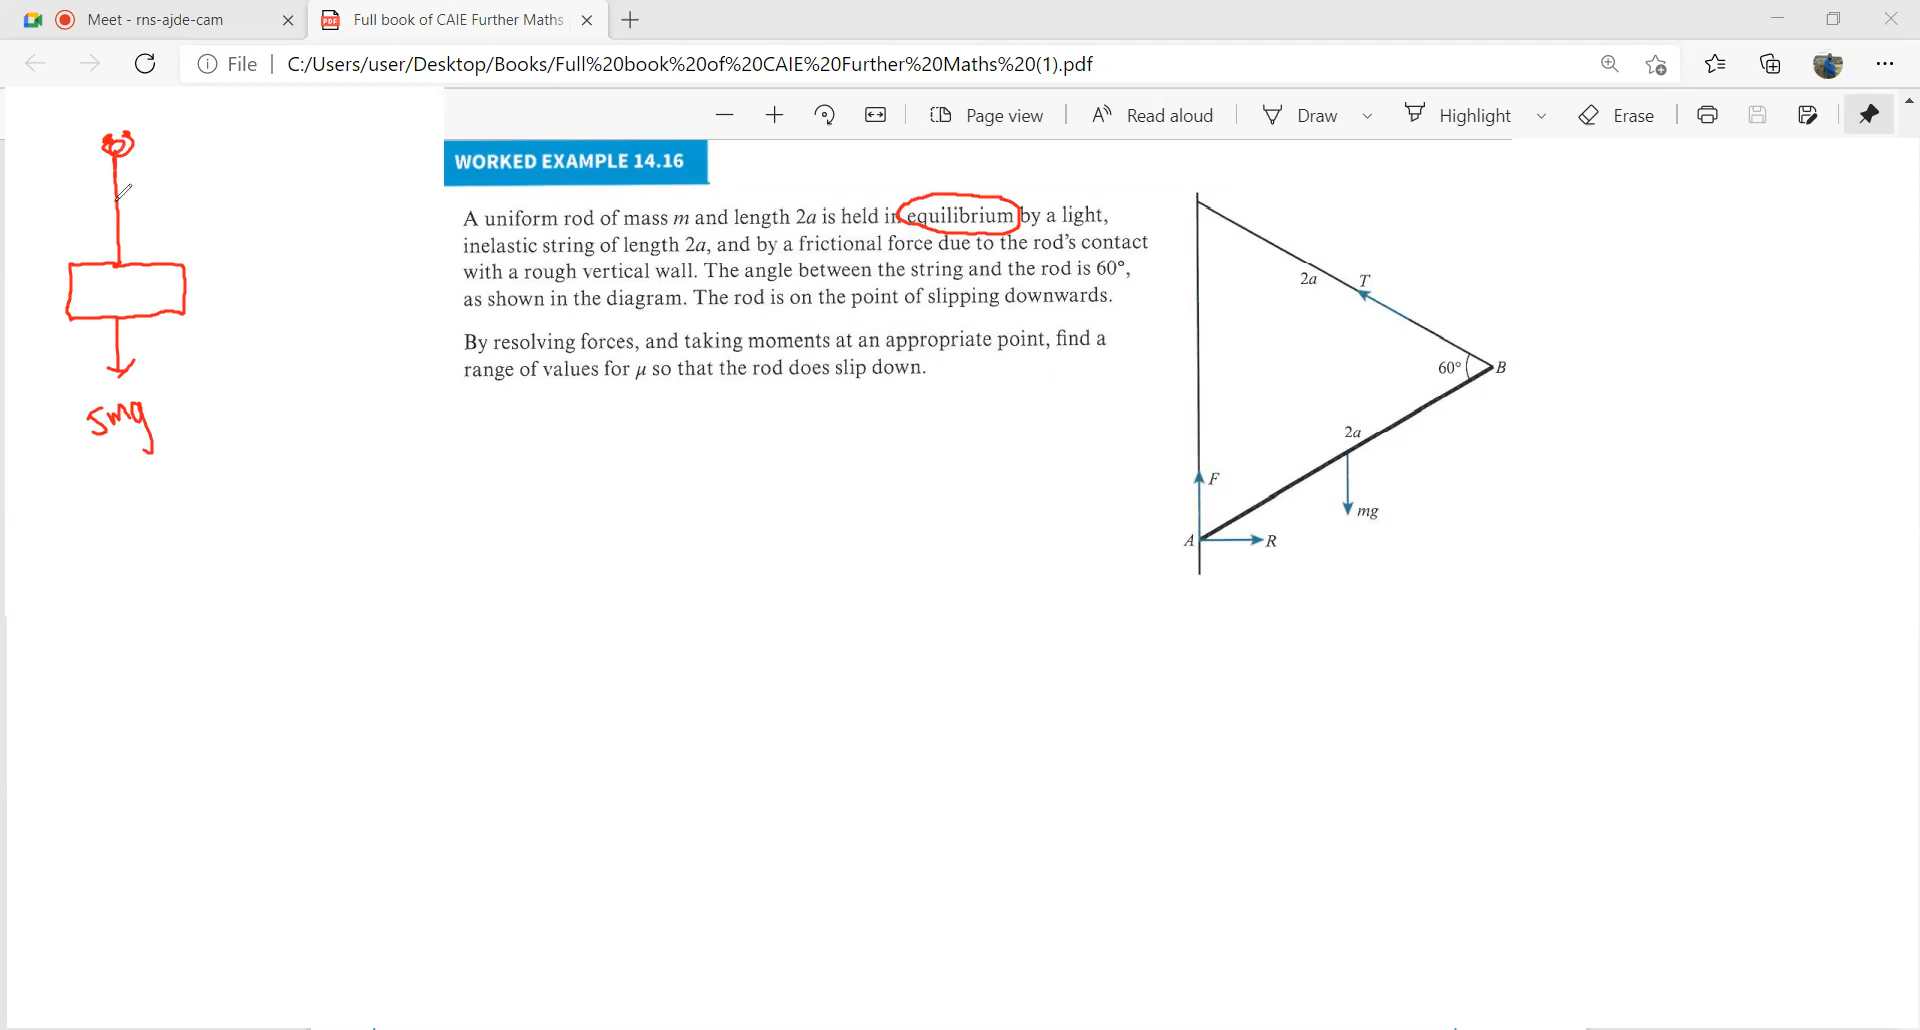 Meet - rns-ajde-cam
Full book of CAIE Further Maths
File
C:/Users/user/Desktop/Books/Full%20book%20of%20CAIE%20Further%20Maths%20(1).pdf
Page view
Read aloud
Draw
Highlight
Erase
WORKED EXAMPLE 14.16
A uniform rod of mass m and length 2a is held in equilibrium by a light,
inelastic string of length 2a, and by a frictional force due to the rod's contact
with a rough vertical wall. The angle between the string and the rod is 60°,
as shown in the diagram. The rod is on the point of slipping downwards.
By resolving forces, and taking moments at an appropriate point, find a
range of values for μ so that the rod does slip down.
2a
T
60°
B
2a
F
mg
A
R
5mg